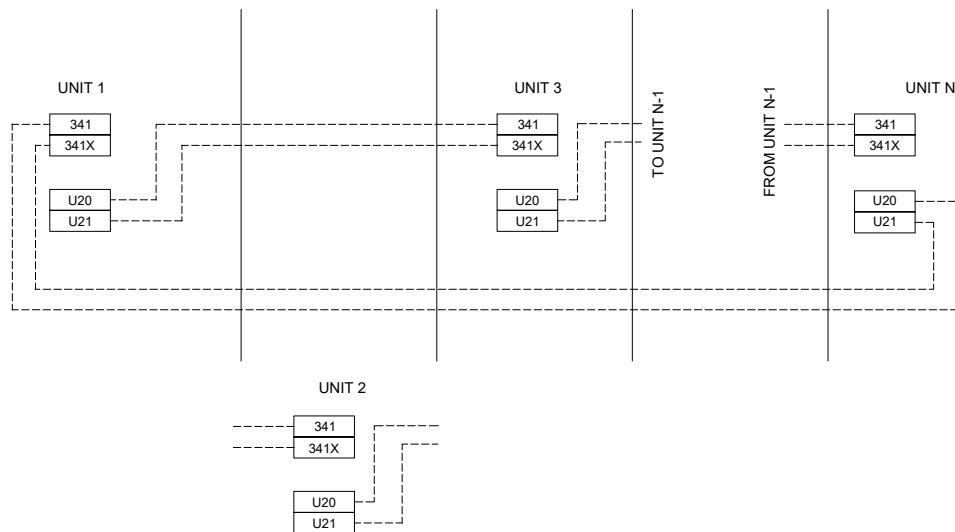 UNIT 1
341
341X
U20
U21
UNIT 3
341
341X
U20
U21
TO UNIT N-1
FROM UNIT N-1
UNIT N
341
341X
U20
U21
UNIT 2
341
341X
U20
U21